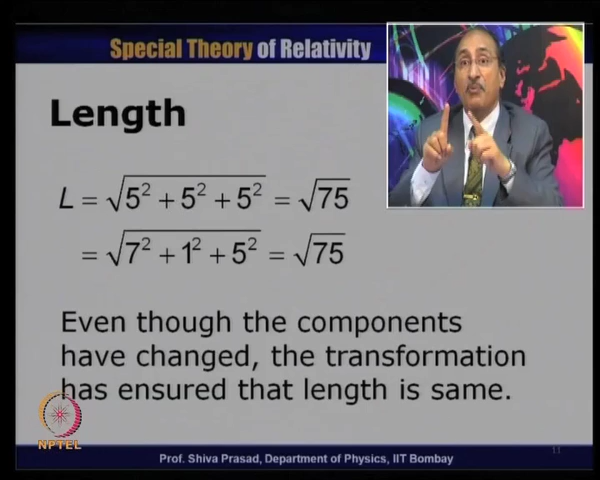 Special Theory of Relativity
Length
L = √5² + 5² + 5² = √75
= √7² + 1² + 5² = √75
Even though the components
have changed, the transformation
has ensured that length is same.
NPTEL
Prof. Shiva Prasad, Department of Physics, IIT Bombay
11